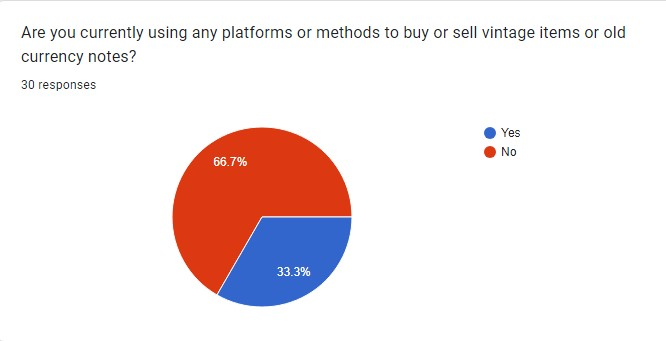 Are you currently using any platforms or methods to buy or sell vintage items or old
currency notes?
30 responses
Yes
No
66.7%
33.3%